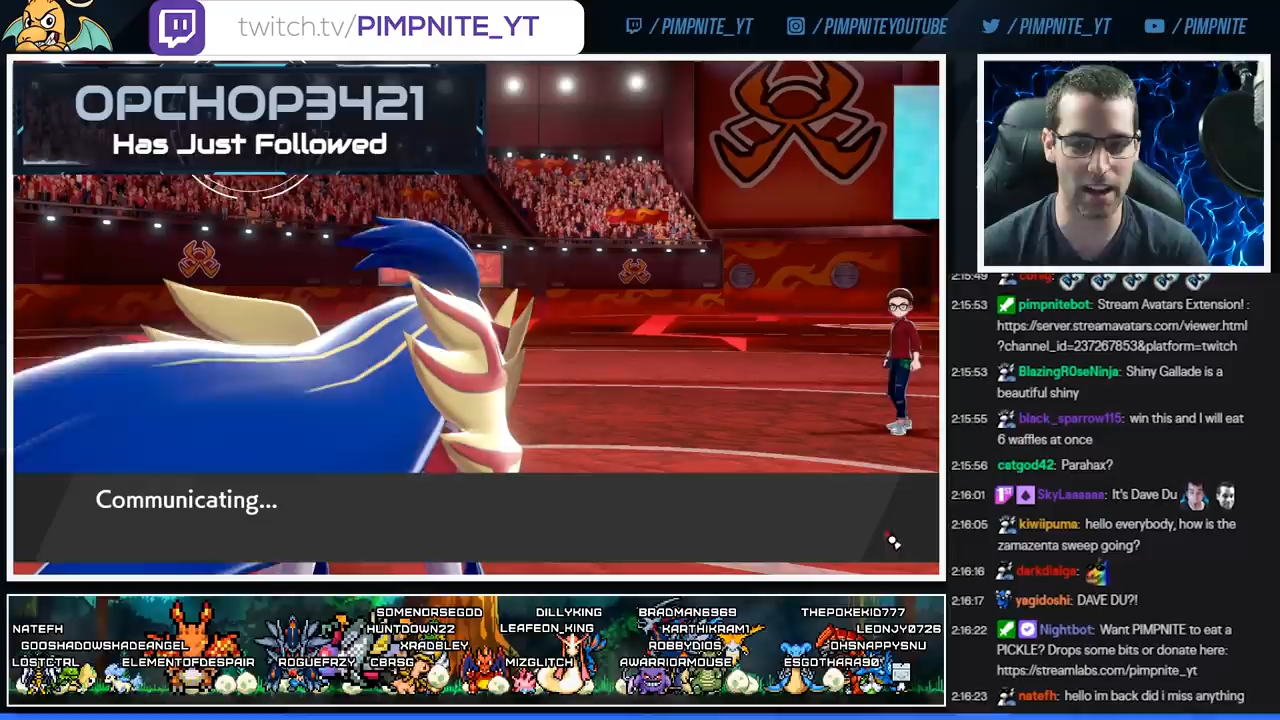 twitch.tv/PIMPNITE_YT
/PIMPNITE_YT
/PIMPNITEYOUTUBE
/PIMPNITE_YT
/PIMPNITE
OPCHOP3421
Has Just Followed
Communicating...
2:15:49
2:15:53 pimpnitebot: Stream Avatars Extension! :
https://server.streamavatars.com/viewer.html
?channel_id=237267853&platform=twitch
2:15:53 BlazingR0seNinja: Shiny Gallade is a
beautiful shiny
2:15:55 black_sparrow115: win this and I will eat
6 waffles at once
2:15:56 catgod42: Parahax?
2:16:01 SkyLaaaaaa: It's Dave Du
2:16:05 kiwiipuma: hello everybody, how is the
zamazenta sweep going?
2:16:16 darkdialga:
2:16:17 yagidoshi: DAVE DU?!
2:16:22 Nightbot: Want PIMPNITE to eat a
PICKLE? Drops some bits or donate here:
https://streamlabs.com/pimpnite_yt
2:16:23 natefh: hello im back did i miss anything
SOMENORSEGOD DILLYKING BRADMAN6969 THEPOKEKID777
NATEFH HUNTDOWN22 LEAFEON_KING KARTHIKRAM1 LEONJY0726
GOOSHADOWSHADEANGEL XRADBLEY ROBBYDIOS OHSNAPPYSNU
LOSTCTRL ELEMENTOFDESPAIR ROGUEFRZY CBRSG MIZGLITCH AWARRIORMOUSE ESGOTHARA90